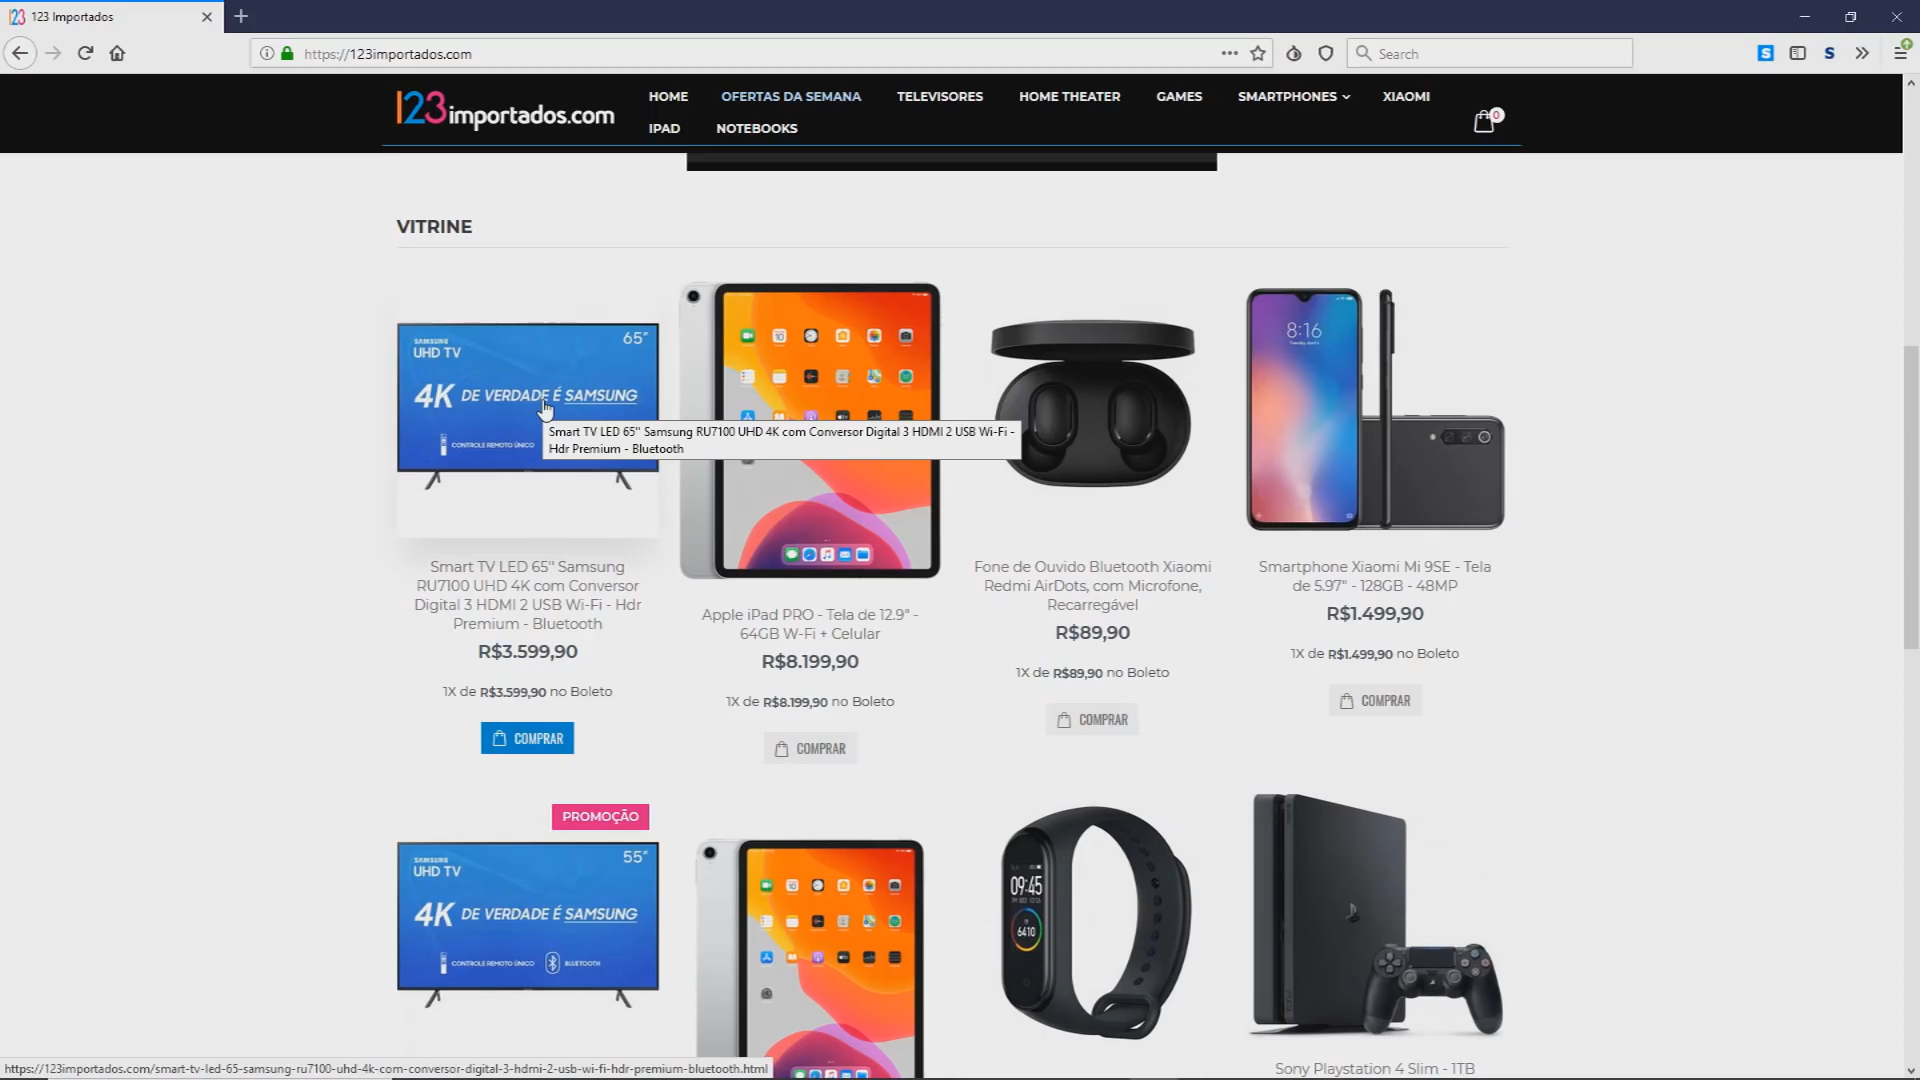 123 Importados
https://123importados.com
Search
123importados.com
HOME
OFERTAS DA SEMANA
TELEVISORES
HOME THEATER
GAMES
SMARTPHONES
XIAOMI
IPAD
NOTEBOOKS
0
VITRINE
SAMSUNG
UHD TV
65"
4K DE VERDADE É SAMSUNG
CONTROLE REMOTO ÚNICO
Smart TV LED 65" Samsung RU7100 UHD 4K com Conversor Digital 3 HDMI 2 USB Wi-Fi -
Hdr Premium - Bluetooth
8:16
Smart TV LED 65" Samsung
RU7100 UHD 4K com Conversor
Digital 3 HDMI 2 USB Wi-Fi - Hdr
Premium - Bluetooth
R$3.599,90
1X de R$3.599,90 no Boleto
COMPRAR
Apple iPad PRO - Tela de 12.9" -
64GB W-Fi + Celular
R$8.199,90
1X de R$8.199,90 no Boleto
COMPRAR
Fone de Ouvido Bluetooth Xiaomi
Redmi AirDots, com Microfone,
Recarregável
R$89,90
1X de R$89,90 no Boleto
COMPRAR
Smartphone Xiaomi Mi 9SE - Tela
de 5.97" - 128GB - 48MP
R$1.499,90
1X de R$1.499,90 no Boleto
COMPRAR
PROMOÇÃO
SAMSUNG
UHD TV
55"
4K DE VERDADE É SAMSUNG
CONTROLE REMOTO ÚNICO
BLUETOOTH
09:45
6410
Sony Playstation 4 Slim - 1TB
https://123importados.com/smart-tv-led-65-samsung-ru7100-uhd-4k-com-conversor-digital-3-hdmi-2-usb-wi-fi-hdr-premium-bluetooth.html